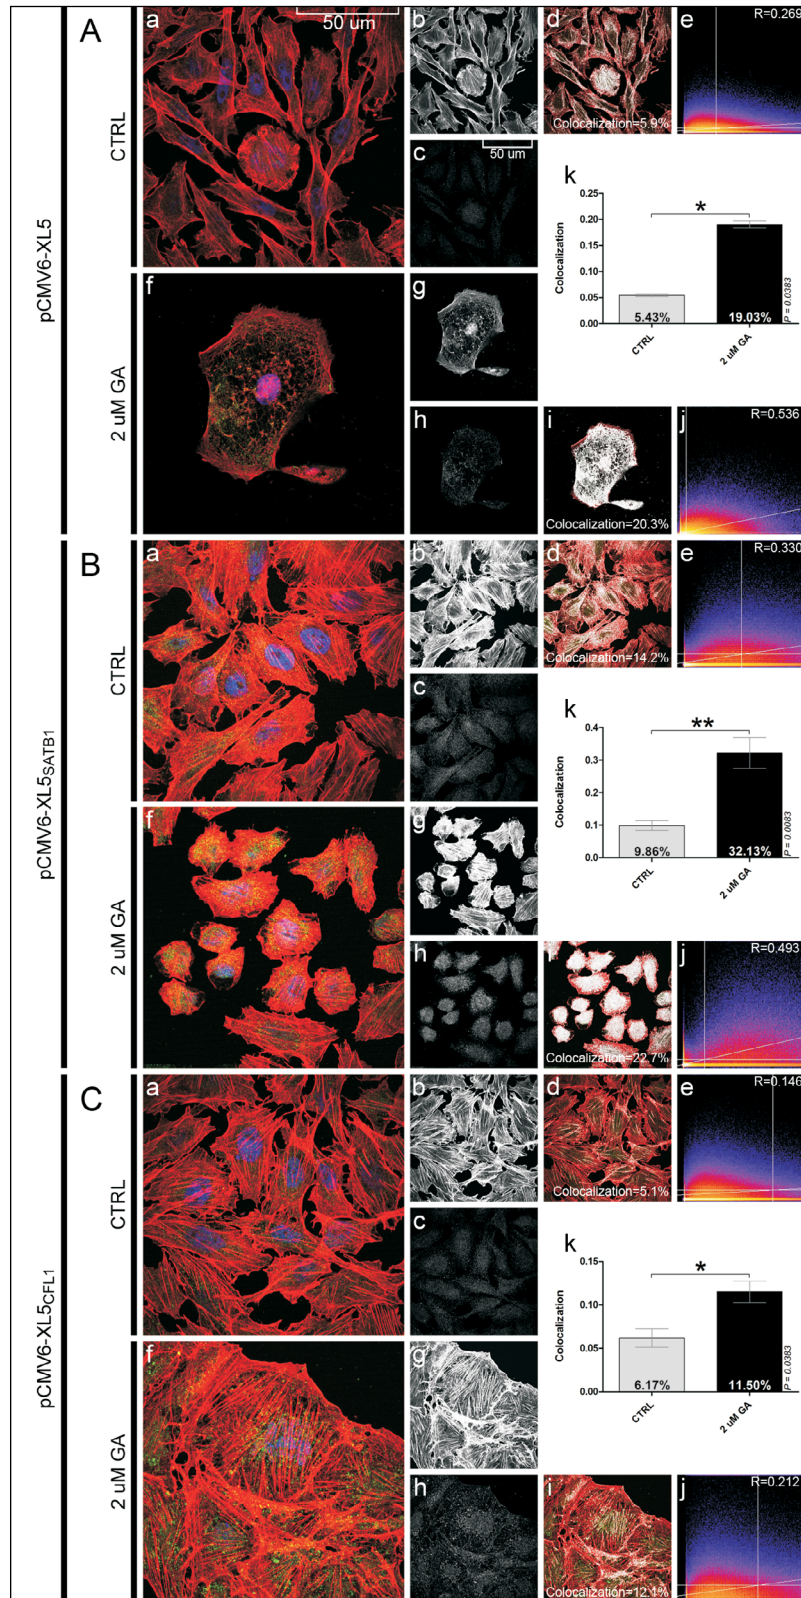 pCMV6-XL5
A
CTRL
a
50 um
b
d
Colocalization=5.9%
e
R=0.269
c
50 um
k
Colocalization
0.25
0.20
0.15
0.10
0.05
0.00
*
5.43%
19.03%
P = 0.0383
CTRL
2 uM GA
2 uM GA
f
g
h
i
Colocalization=20.3%
j
R=0.536
pCMV6-XL5SATB1
B
CTRL
a
b
d
Colocalization=14.2%
e
R=0.330
c
k
Colocalization
0.4
0.3
0.2
0.1
0.0
**
9.86%
32.13%
P = 0.0083
CTRL
2 uM GA
2 uM GA
f
g
h
Colocalization=22.7%
j
R=0.493
pCMV6-XL5CFL1
C
CTRL
a
b
d
Colocalization=5.1%
e
R=0.146
c
k
Colocalization
0.15
0.10
0.05
0.00
*
6.17%
11.50%
P = 0.0383
CTRL
2 uM GA
2 uM GA
f
g
h
i
Colocalization=12.1%
j
R=0.212